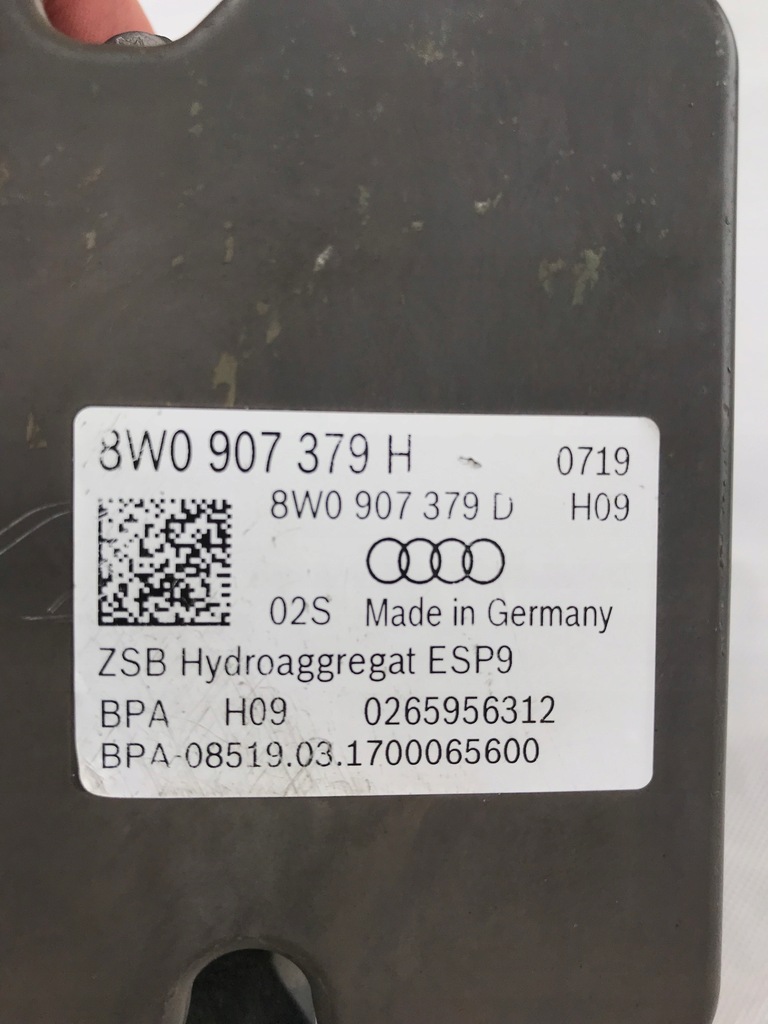 8W0 907 379 H 0719
8W0 907 379 D H09
02S Made in Germany
ZSB Hydroaggregat ESP9
BPA H09 0265956312
BPA-08519.03.1700065600